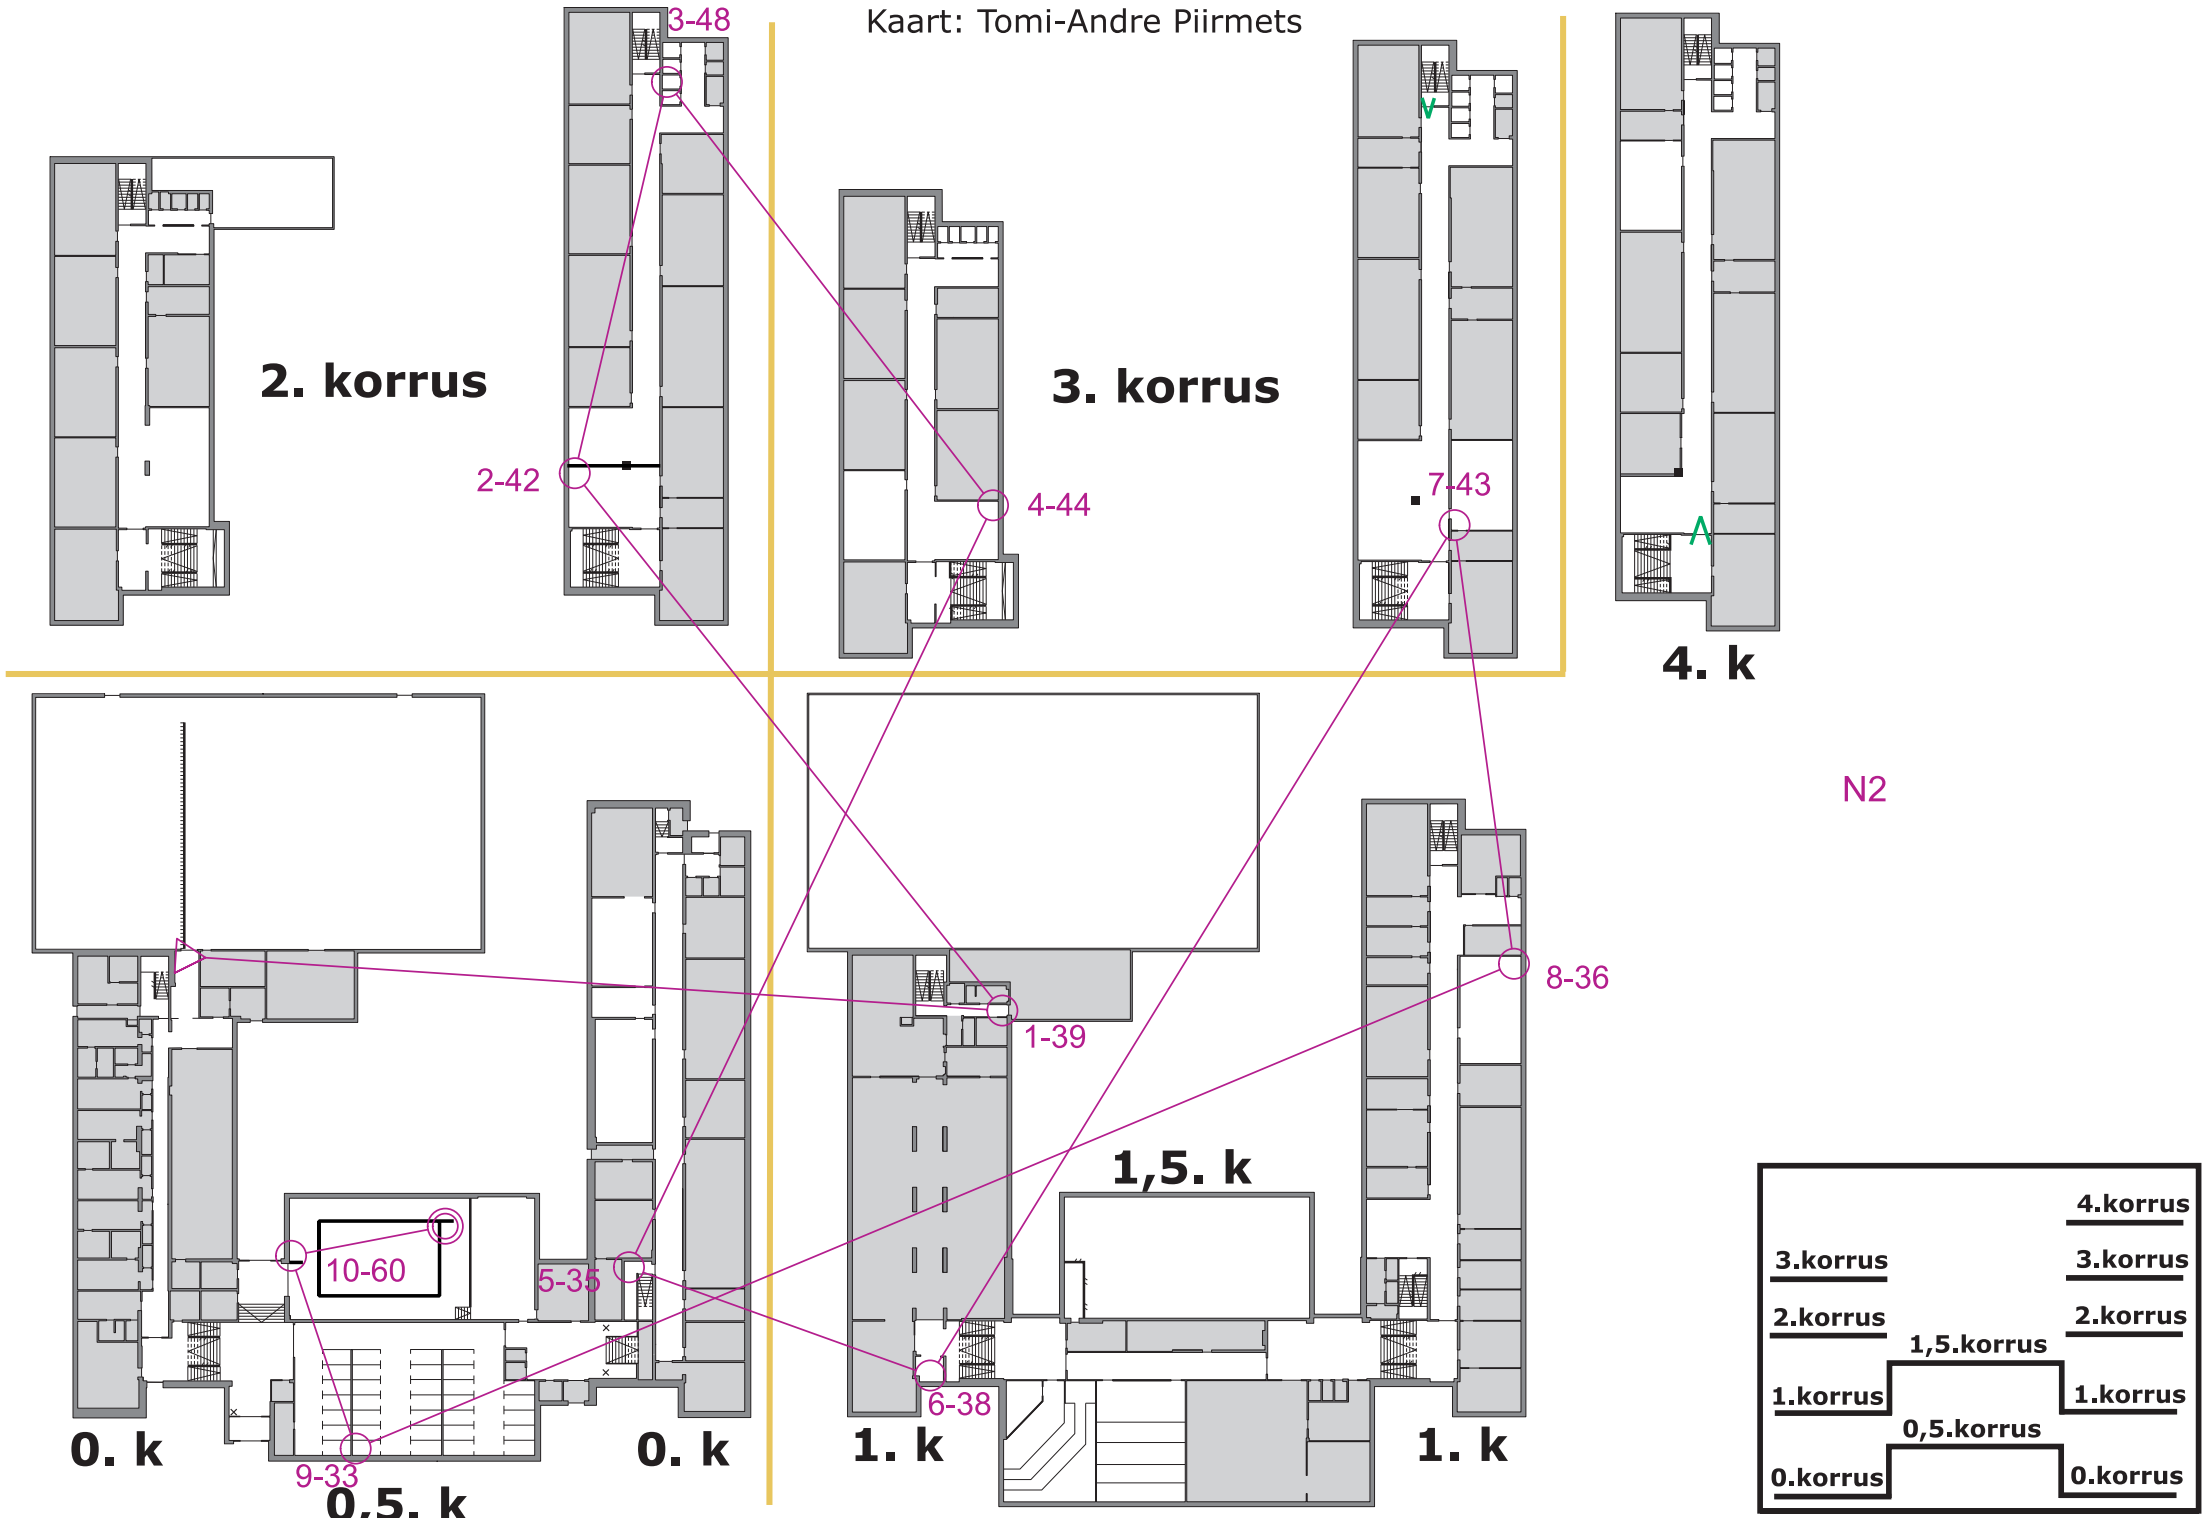 3-48
Kaart: Tomi-Andre Piirmets
2. korrus
3. korrus
2-42
4-44
7-43
4. k
N2
8-36
1-39
1,5. k
10-60
5-35
6-38
0. k
9-33
0,5. k
0. k
1. k
1. k
4.korrus
3.korrus
3.korrus
2.korrus
2.korrus
1,5.korrus
1.korrus
1.korrus
0,5.korrus
0.korrus
0.korrus